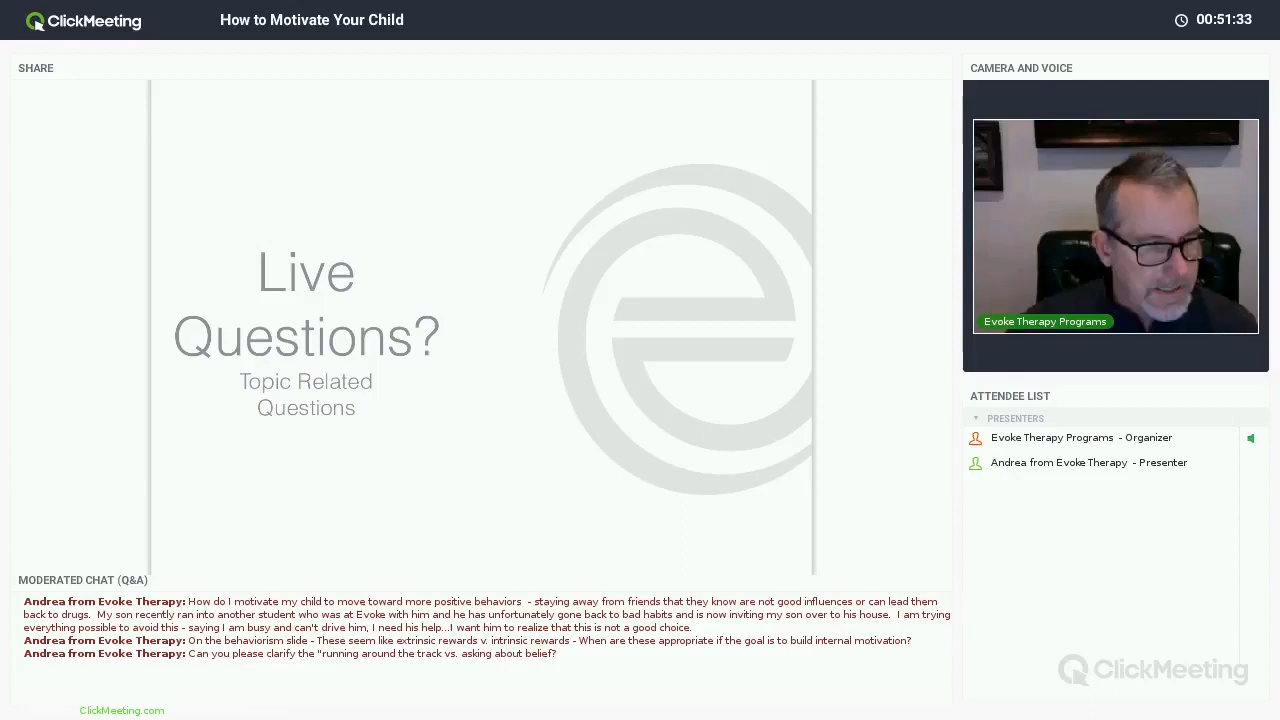 ClickMeeting
How to Motivate Your Child
00:51:33
SHARE
CAMERA AND VOICE
Live
Questions?
Topic Related
Questions
Evoke Therapy Programs
ATTENDEE LIST
PRESENTERS
Evoke Therapy Programs - Organizer
Andrea from Evoke Therapy - Presenter
MODERATED CHAT (Q&A)
Andrea from Evoke Therapy: How do I motivate my child to move toward more positive behaviors - staying away from friends that they know are not good influences or can lead them
back to drugs. My son recently ran into another student who was at Evoke with him and he has unfortunately gone back to bad habits and is now inviting my son over to his house. I am trying
everything possible to avoid this - saying I am busy and can't drive him, I need his help...I want him to realize that this is not a good choice.
Andrea from Evoke Therapy: On the behaviorism slide - These seem like extrinsic rewards v. intrinsic rewards - When are these appropriate if the goal is to build internal motivation?
Andrea from Evoke Therapy: Can you please clarify the "running around the track vs. asking about belief?
ClickMeeting
ClickMeeting.com